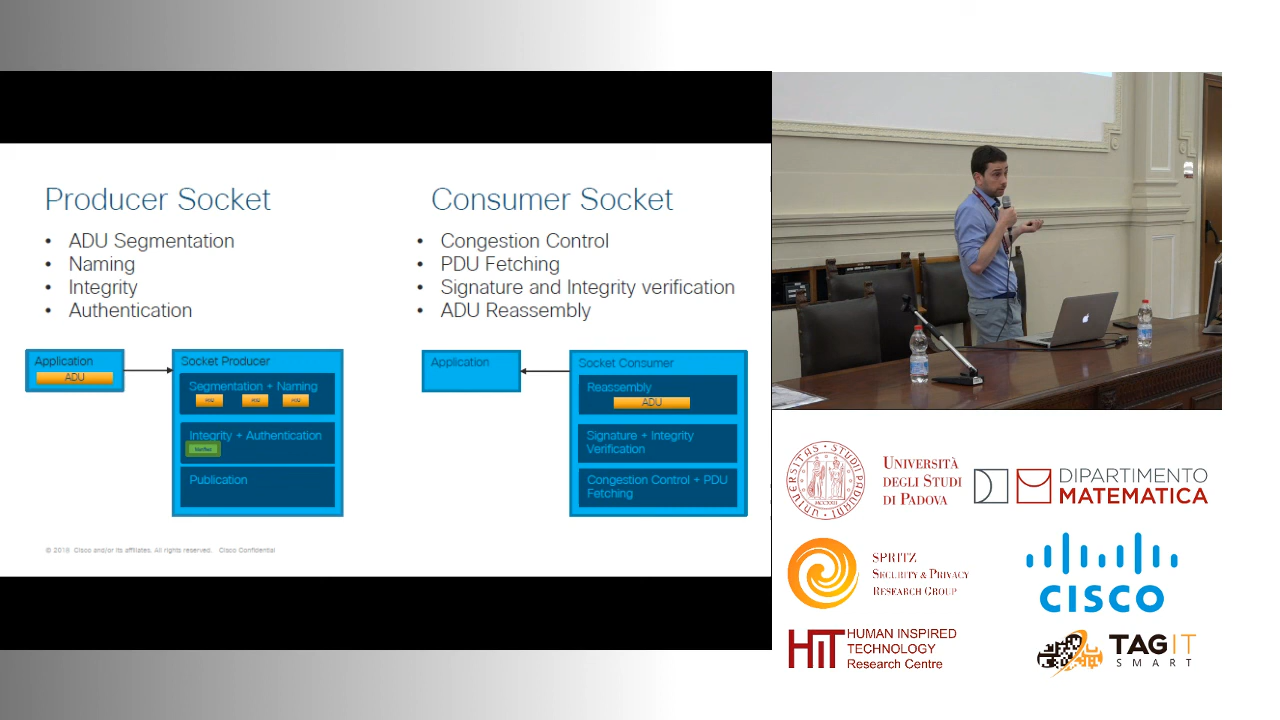 Producer Socket
• ADU Segmentation
• Naming
• Integrity
• Authentication
Application
ADU
Socket Producer
Segmentation + Naming
Integrity + Authentication
Publication
Consumer Socket
• Congestion Control
• PDU Fetching
• Signature and Integrity verification
• ADU Reassembly
Application
Socket Consumer
Reassembly
ADU
Signature + Integrity
Verification
Congestion Control + PDU
Fetching
Cisco and/or its affiliates. All rights reserved. Cisco Confidential
UNIVERSITÀ
DEGLI STUDI
DI PADOVA
DIPARTIMENTO
MATEMATICA
SPRITZ
SECURITY & PRIVACY
RESEARCH GROUP
CISCO
HIT
HUMAN INSPIRED
TECHNOLOGY
Research Centre
TAGIT
SMART